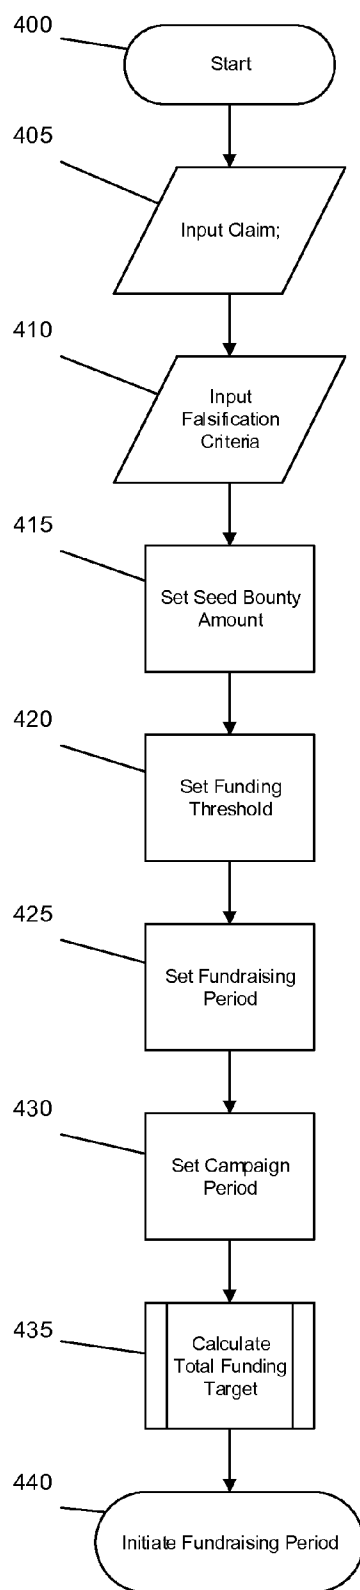 400
Start
405
Input Claim;
410
Input
Falsification
Criteria
415
Set Seed Bounty
Amount
420
Set Funding
Threshold
425
Set Fundraising
Period
430
Set Campaign
Period
435
Calculate
Total Funding
Target
440
Initiate Fundraising Period